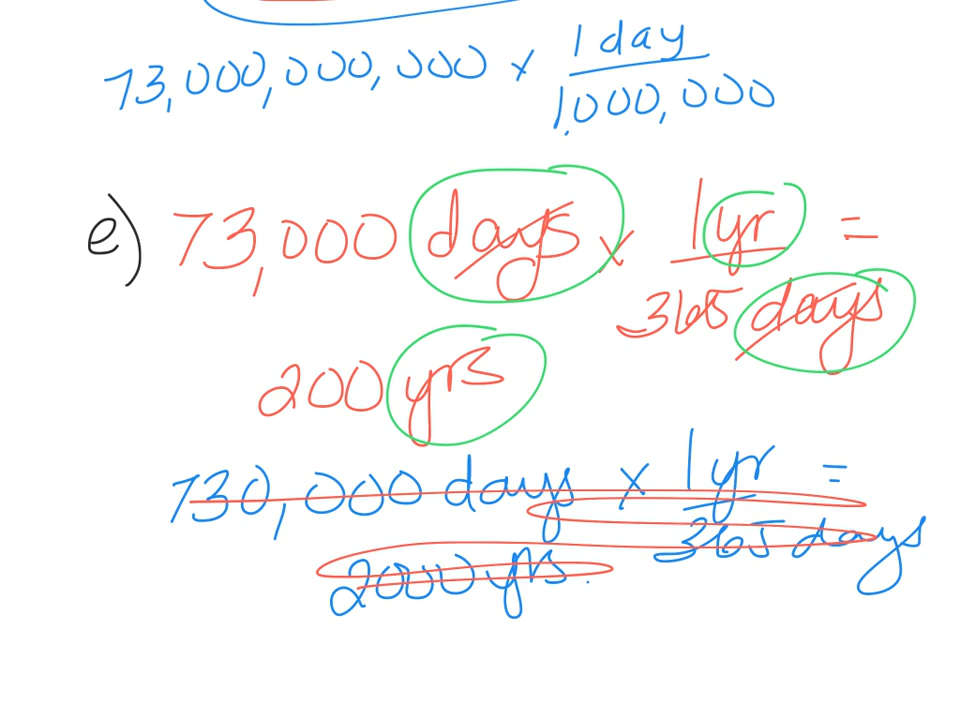 73,000,000,000 × 1 day
1,000,000
e) 73,000 days × 1 yr =
365 days
200 yrs
730,000 days × 1 yr =
365 days
2000 yrs.